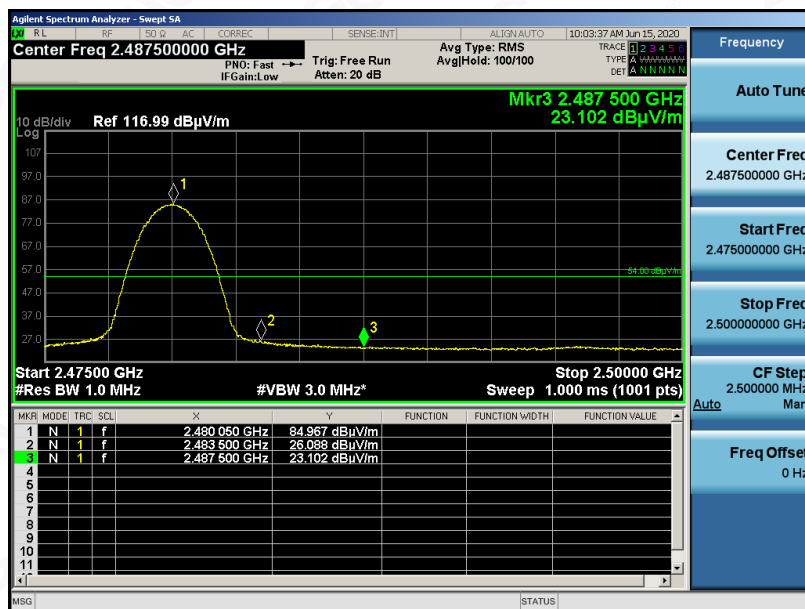 Agilent Spectrum Analyzer - Swept SA
LXI RL RF 50 Ω AC CORREC SENSE:INT ALIGN AUTO 10:03:37 AM Jun 15, 2020
Center Freq 2.487500000 GHz
PNO: Fast
IFGain:Low
Trig: Free Run
Atten: 20 dB
Avg Type: RMS
Avg|Hold: 100/100
TRACE 1 2 3 4 5 6
TYPE A WWWWW
DET A N N N N N
Mkr3 2.487 500 GHz
23.102 dBµV/m
10 dB/div Ref 116.99 dBµV/m
Log
107
97.0
87.0
77.0
67.0
57.0
47.0
37.0
27.0
1
2
3
54.00 dBµV/m
Start 2.47500 GHz Stop 2.50000 GHz
#Res BW 1.0 MHz #VBW 3.0 MHz* Sweep 1.000 ms (1001 pts)
MKR MODE TRC SCL X Y FUNCTION FUNCTION WIDTH FUNCTION VALUE
1 N 1 f 2.480 050 GHz 84.967 dBµV/m
2 N 1 f 2.483 500 GHz 26.088 dBµV/m
3 N 1 f 2.487 500 GHz 23.102 dBµV/m
4
5
6
7
8
9
10
11
MSG STATUS
Frequency
Auto Tune
Center Freq
2.487500000 GHz
Start Freq
2.475000000 GHz
Stop Freq
2.500000000 GHz
CF Step
2.500000 MHz
Auto Man
Freq Offset
0 Hz